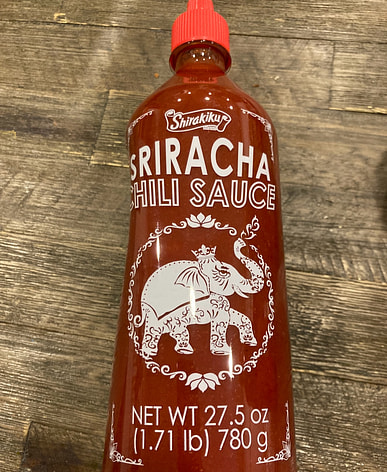 Shirakiku
SRIRACHA
CHILI SAUCE
NET WT 27.5 oz
(1.71 lb) 780 g